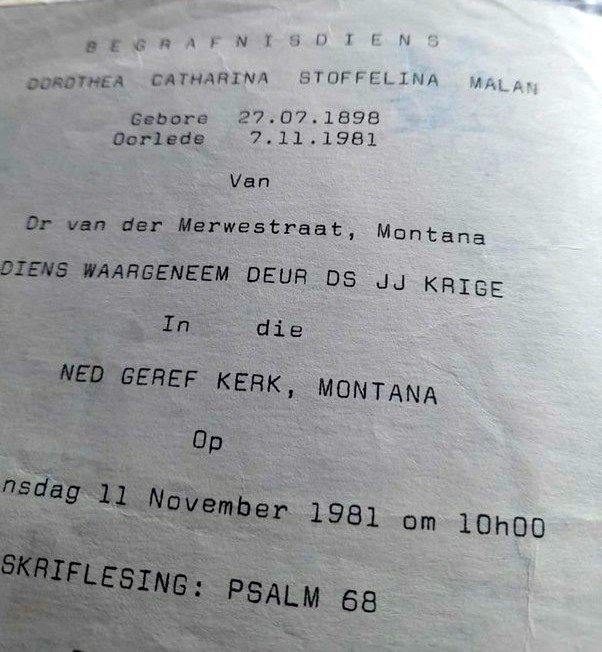 BEGRAFNISDIENS
DOROTHEA CATHARINA STOFFELINA MALAN
Gebore 27.07.1898
Oorlede 7.11.1981
Van
Dr van der Merwestraat, Montana
DIENS WAARGENEEM DEUR DS JJ KRIGE
In die
NED GEREF KERK, MONTANA
Op
nsdag 11 November 1981 om 10h00
SKRIFLESING: PSALM 68